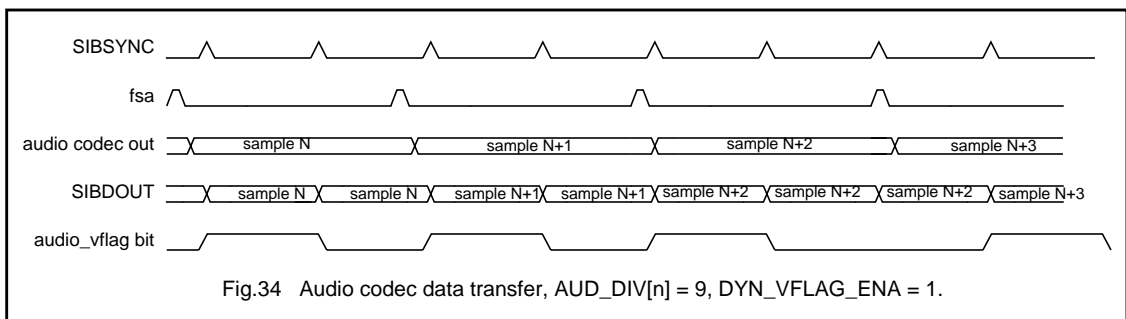 SIBSYNC
fsa
audio codec out sample N sample N+1 sample N+2 sample N+3
SIBDOUT sample N sample N sample N+1 sample N+1 sample N+2 sample N+2 sample N+2 sample N+3
audio_vflag bit
Fig.34 Audio codec data transfer, AUD_DIV[n] = 9, DYN_VFLAG_ENA = 1.